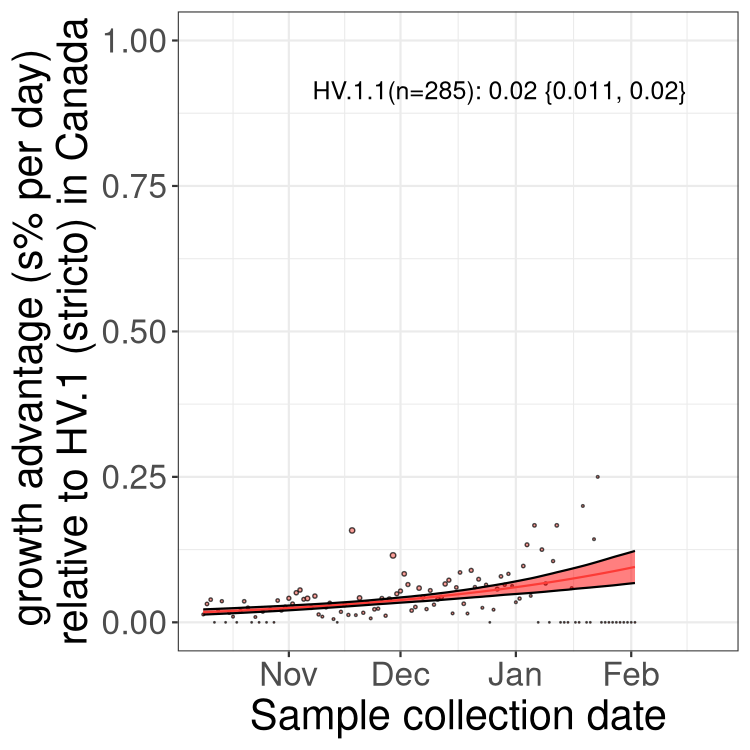 growth advantage (s% per day)
relative to HV.1 (stricto) in Canada
1.00
HV.1.1(n=285): 0.02 {0.011, 0.02}
0.75
0.50
0.25
0.00
Nov Dec Jan Feb
Sample collection date